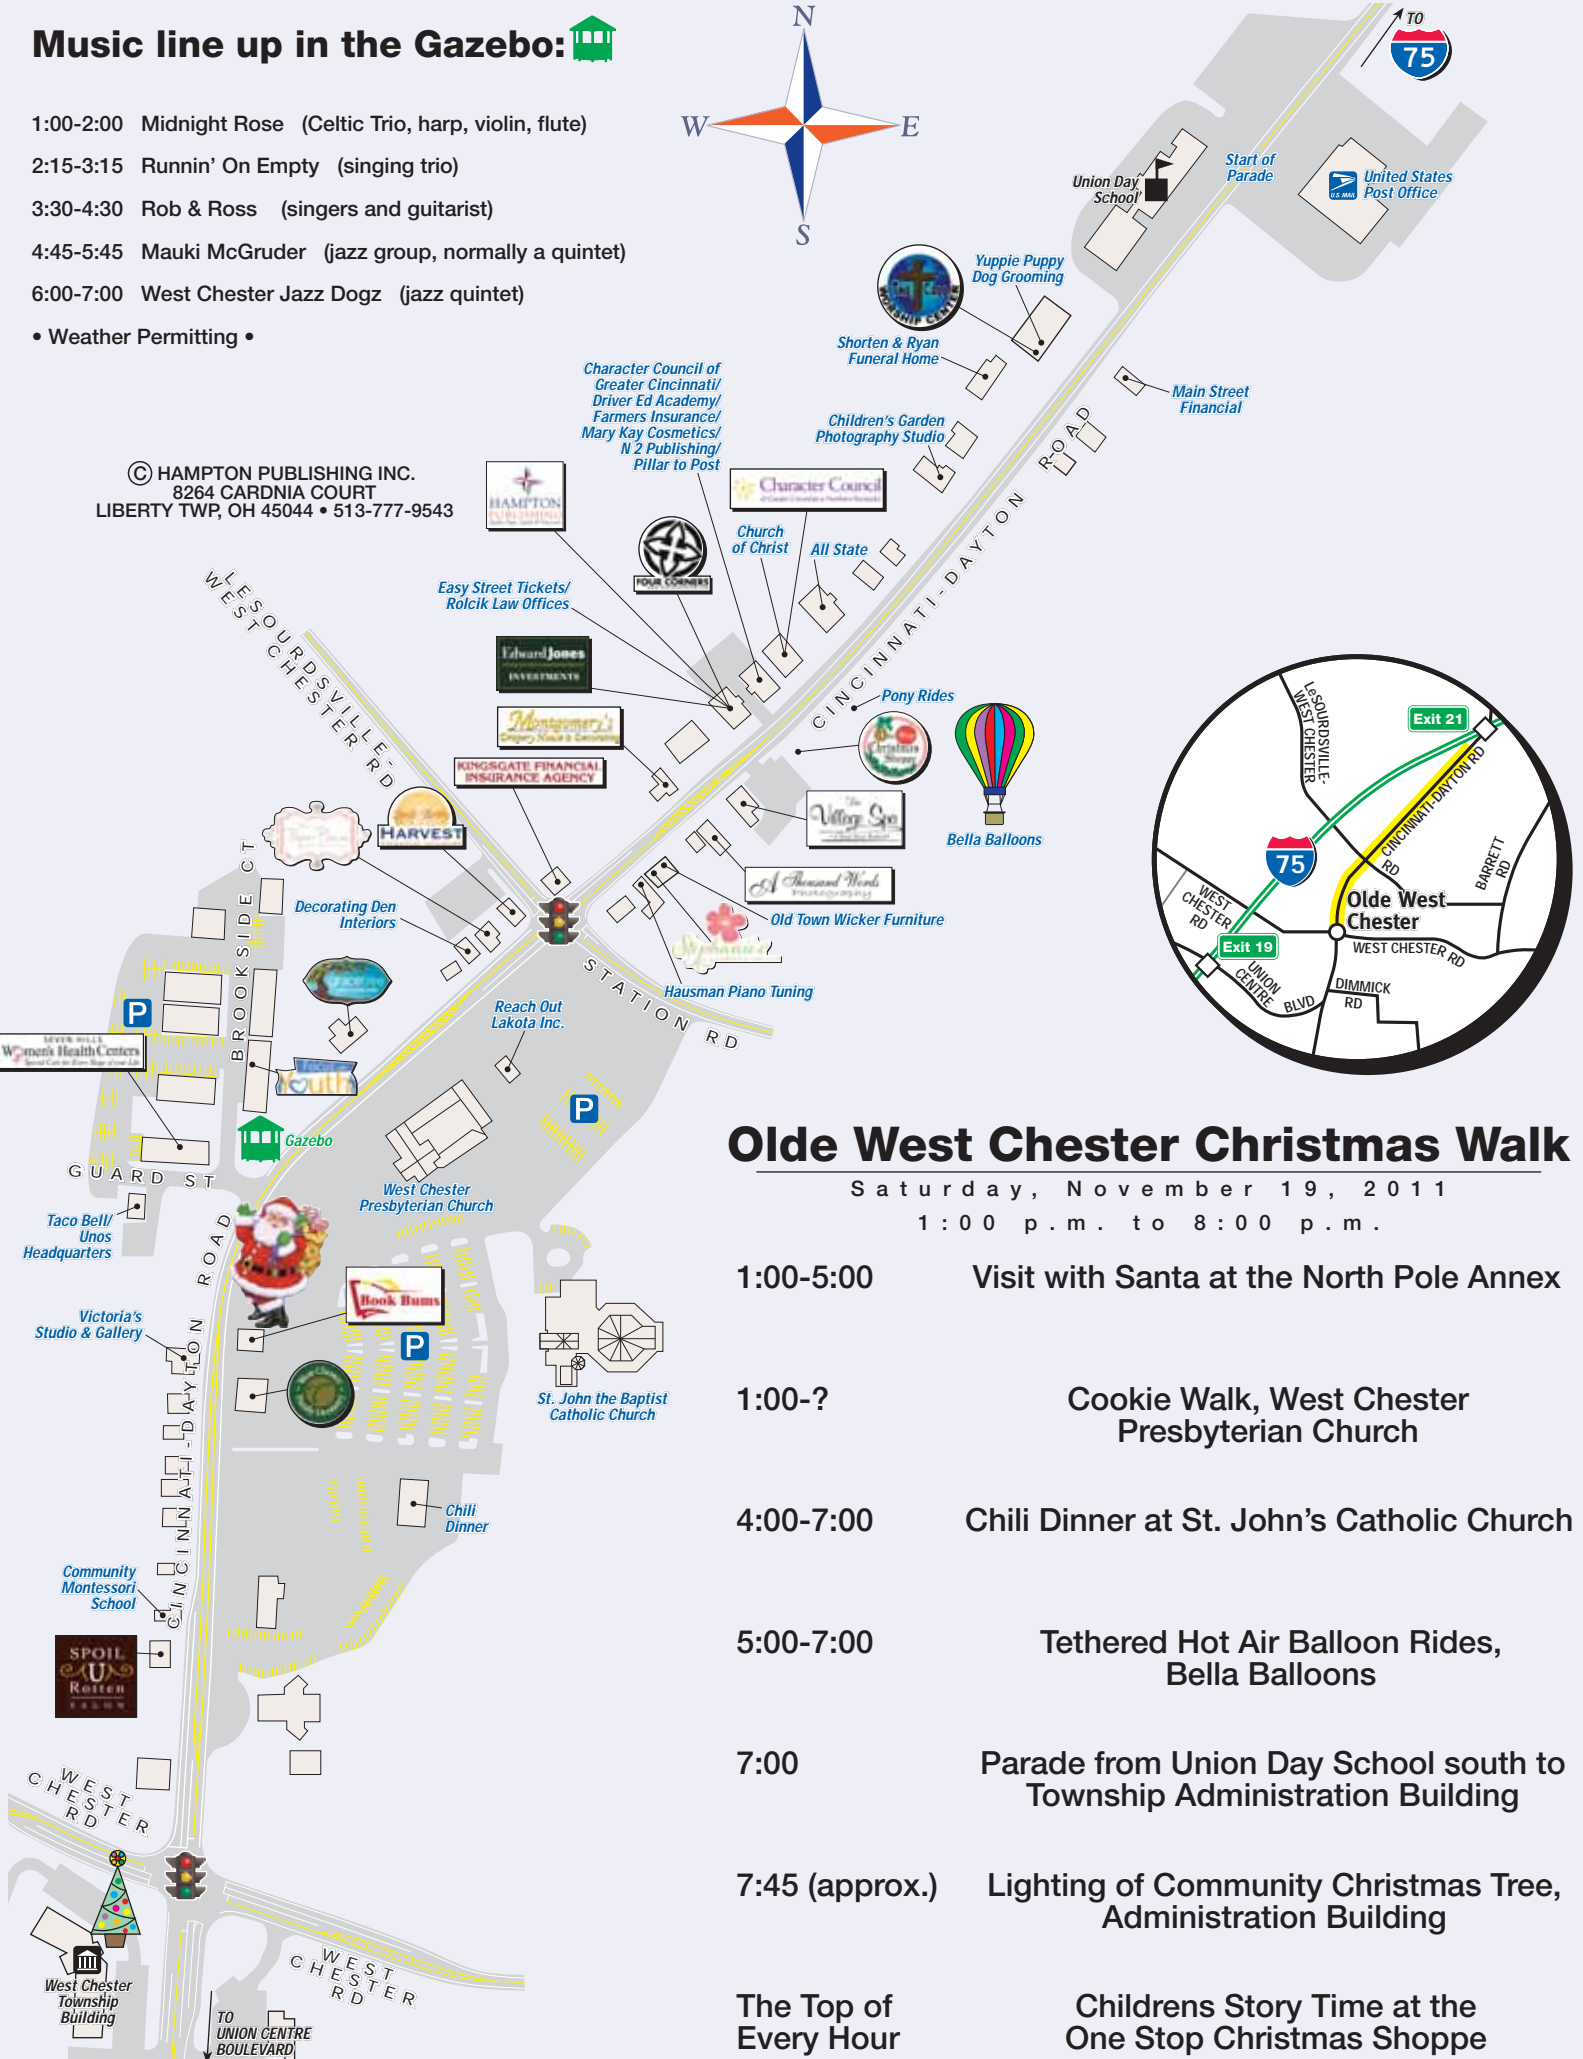 Music line up in the Gazebo:
1:00-2:00 Midnight Rose (Celtic Trio, harp, violin, flute)
2:15-3:15 Runnin' On Empty (singing trio)
3:30-4:30 Rob & Ross (singers and guitarist)
4:45-5:45 Mauki McGruder (jazz group, normally a quintet)
6:00-7:00 West Chester Jazz Dogz (jazz quintet)
• Weather Permitting •
N
W
E
S
TO
75
Start of
Parade
Union Day
School
U.S. MAIL
United States
Post Office
WORSHIP CENTER
Yuppie Puppy
Dog Grooming
Shorten & Ryan
Funeral Home
Main Street
Financial
Children's Garden
Photography Studio
Character Council of
Greater Cincinnati/
Driver Ed Academy/
Farmers Insurance/
Mary Kay Cosmetics/
N 2 Publishing/
Pillar to Post
© HAMPTON PUBLISHING INC.
8264 CARDNIA COURT
LIBERTY TWP, OH 45044 • 513-777-9543
HAMPTON
PUBLISHING
Character Council
FOUR CORNERS
Church
of Christ
All State
CINCINNATI-DAYTON ROAD
Easy Street Tickets/
Rolcik Law Offices
LESOURDSVILLE-
WEST CHESTER RD
Edward Jones
INVESTMENTS
Montgomery's
KINGSGATE FINANCIAL
INSURANCE AGENCY
HARVEST
Pony Rides
Christmas
Shoppe
Bella Balloons
The
Village Spa
A Thousand Words
Photography
Old Town Wicker Furniture
Stephanie's
Hausman Piano Tuning
STATION RD
Decorating Den
Interiors
BROOKSIDE CT
P
SEVEN HILLS
Women's Health Centers
Youth
Reach Out
Lakota Inc.
P
Gazebo
GUARD ST
West Chester
Presbyterian Church
Taco Bell/
Unos
Headquarters
Book Bums
P
Victoria's
Studio & Gallery
CINCINNATI-DAYTON ROAD
St. John the Baptist
Catholic Church
Chili
Dinner
Community
Montessori
School
SPOIL
U
Rotten
SALON
WEST
CHESTER
RD
West Chester
Township
Building
WEST
CHESTER
RD
TO
UNION CENTRE
BOULEVARD
LeSOURDSVILLE-
WEST CHESTER
RD
Exit 21
CINCINNATI-DAYTON RD
75
BARRETT
RD
WEST
CHESTER
RD
Olde West
Chester
Exit 19
WEST CHESTER RD
UNION
CENTRE
BLVD
DIMMICK
RD
Olde West Chester Christmas Walk
Saturday, November 19, 2011
1:00 p.m. to 8:00 p.m.
1:00-5:00 Visit with Santa at the North Pole Annex
1:00-? Cookie Walk, West Chester
Presbyterian Church
4:00-7:00 Chili Dinner at St. John's Catholic Church
5:00-7:00 Tethered Hot Air Balloon Rides,
Bella Balloons
7:00 Parade from Union Day School south to
Township Administration Building
7:45 (approx.) Lighting of Community Christmas Tree,
Administration Building
The Top of
Every Hour
Childrens Story Time at the
One Stop Christmas Shoppe